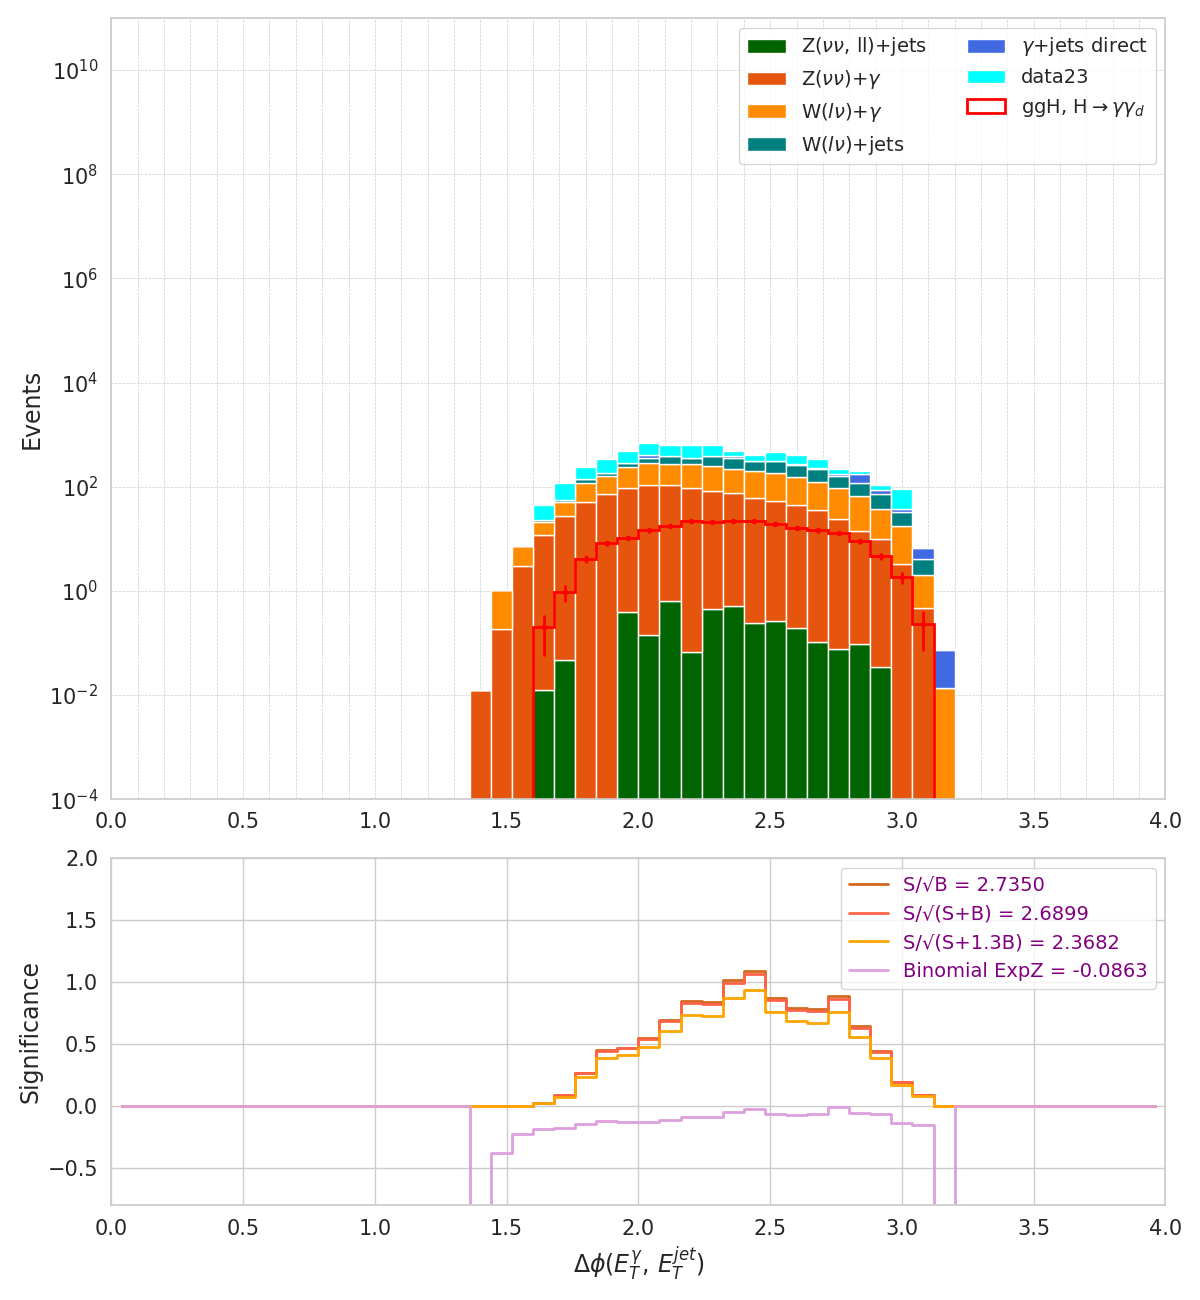 Z(νν, ll)+jets
Z(νν)+γ
W(lν)+γ
W(lν)+jets
γ+jets direct
data23
ggH, H→γγ_d
Events
10^10
10^8
10^6
10^4
10^2
10^0
10^−2
10^−4
0.0 0.5 1.0 1.5 2.0 2.5 3.0 3.5 4.0
S/√B = 2.7350
S/√(S+B) = 2.6899
S/√(S+1.3B) = 2.3682
Binomial ExpZ = -0.0863
Significance
2.0
1.5
1.0
0.5
0.0
−0.5
0.0 0.5 1.0 1.5 2.0 2.5 3.0 3.5 4.0
Δϕ(E_T^γ, E_T^jet)